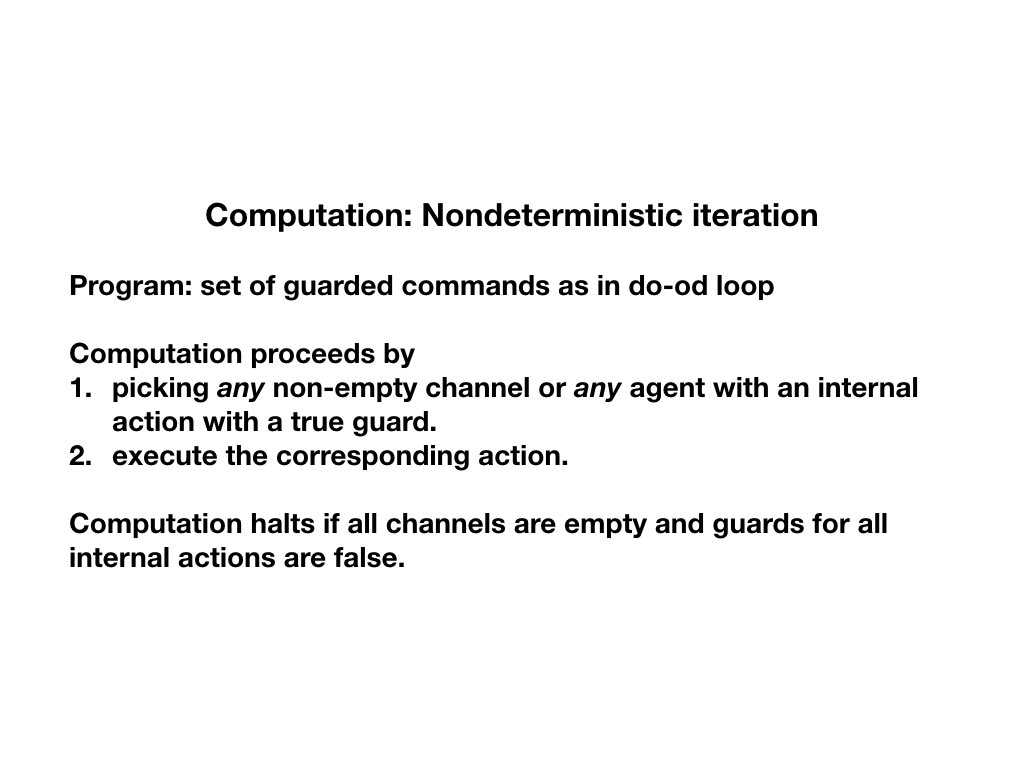 Computation: Nondeterministic iteration
Program: set of guarded commands as in do-od loop
Computation proceeds by
1. picking any non-empty channel or any agent with an internal
action with a true guard.
2. execute the corresponding action.
Computation halts if all channels are empty and guards for all
internal actions are false.